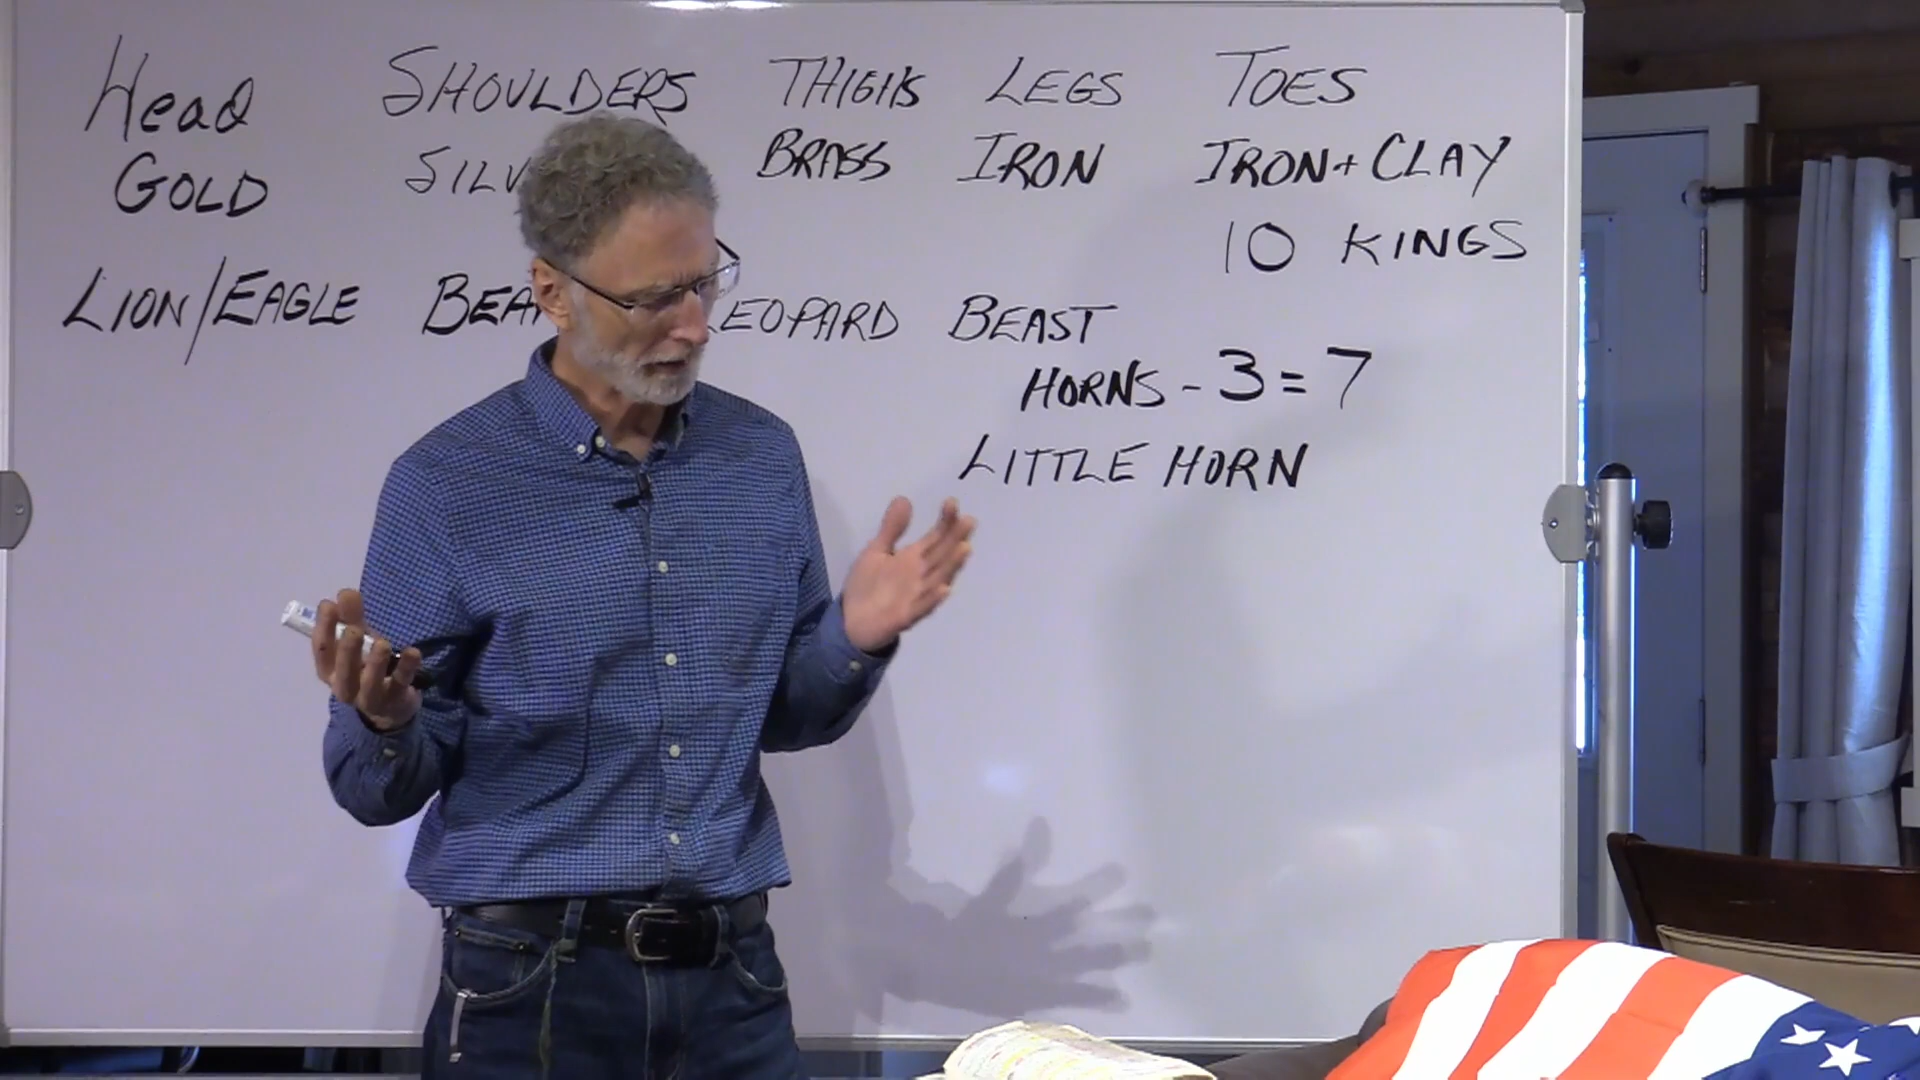 Head SHOULDERS THIGHS LEGS TOES
GOLD BRASS IRON IRON + CLAY
10 KINGS
LION/EAGLE BEAST
HORNS - 3 = 7
LITTLE HORN